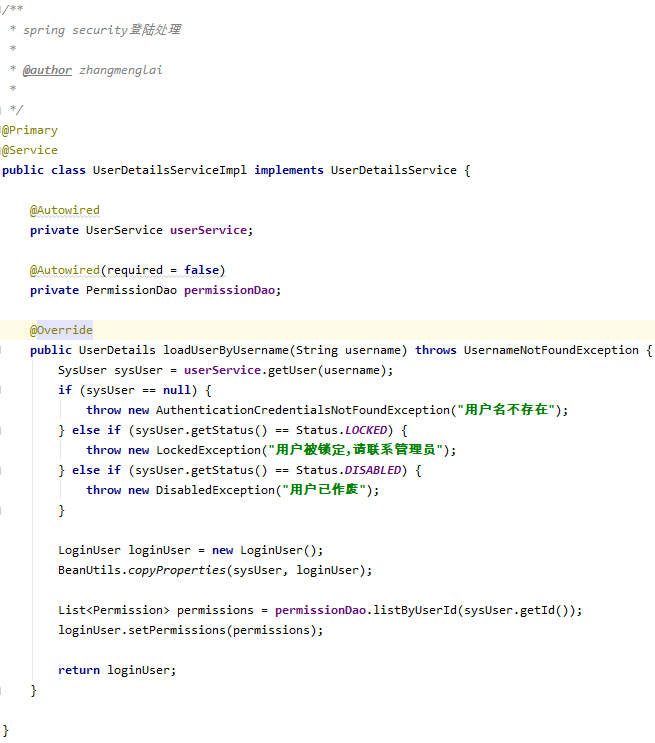 /**
 * spring security登陆处理
 *
 * @author zhangmenglai
 *
 */
@Primary
@Service
public class UserDetailsServiceImpl implements UserDetailsService {
    @Autowired
    private UserService userService;
    @Autowired(required = false)
    private PermissionDao permissionDao;
    @Override
    public UserDetails loadUserByUsername(String username) throws UsernameNotFoundException {
        SysUser sysUser = userService.getUser(username);
        if (sysUser == null) {
            throw new AuthenticationCredentialsNotFoundException("用户名不存在");
        } else if (sysUser.getStatus() == Status.LOCKED) {
            throw new LockedException("用户被锁定,请联系管理员");
        } else if (sysUser.getStatus() == Status.DISABLED) {
            throw new DisabledException("用户已作废");
        }
        LoginUser loginUser = new LoginUser();
        BeanUtils.copyProperties(sysUser, loginUser);
        List<Permission> permissions = permissionDao.listByUserId(sysUser.getId());
        loginUser.setPermissions(permissions);
        return loginUser;
    }
}